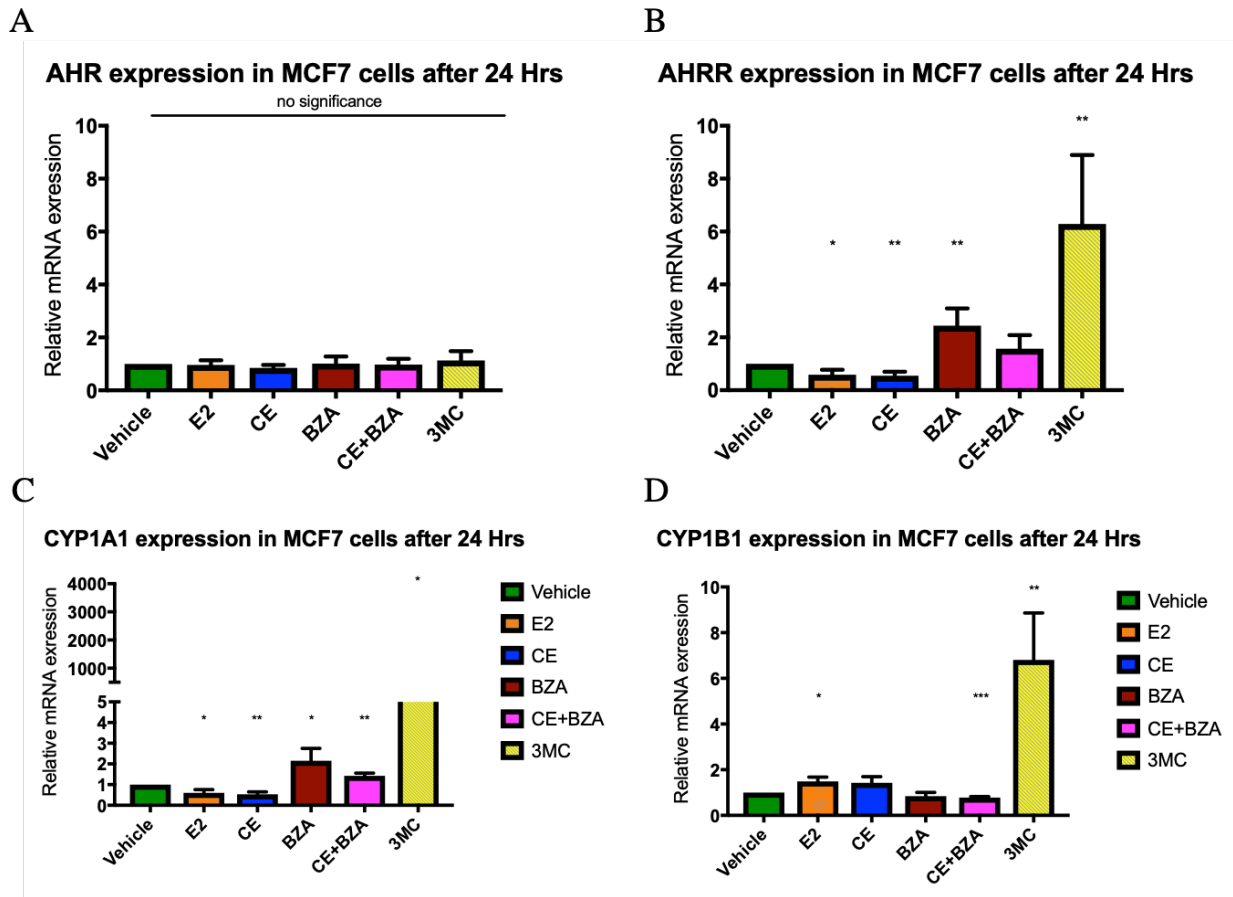 A
AHR expression in MCF7 cells after 24 Hrs
no significance
Relative mRNA exression
10
8
6
4
2
0
Vehicle
E2
CE
BZA
CE+BZA
3MC
B
AHRR expression in MCF7 cells after 24 Hrs
Relative mRNA exression
10
8
6
4
2
0
*
**
**
**
Vehicle
E2
CE
BZA
CE+BZA
3MC
C
CYP1A1 expression in MCF7 cells after 24 Hrs
Relative mRNA exression
4000
3000
2000
1000
5
4
3
2
1
0
*
**
*
**
*
Vehicle
E2
CE
BZA
CE+BZA
3MC
Vehicle
E2
CE
BZA
CE+BZA
3MC
D
CYP1B1 expression in MCF7 cells after 24 Hrs
Relative mRNA exression
10
8
6
4
2
0
*
***
**
Vehicle
E2
CE
BZA
CE+BZA
3MC
Vehicle
E2
CE
BZA
CE+BZA
3MC